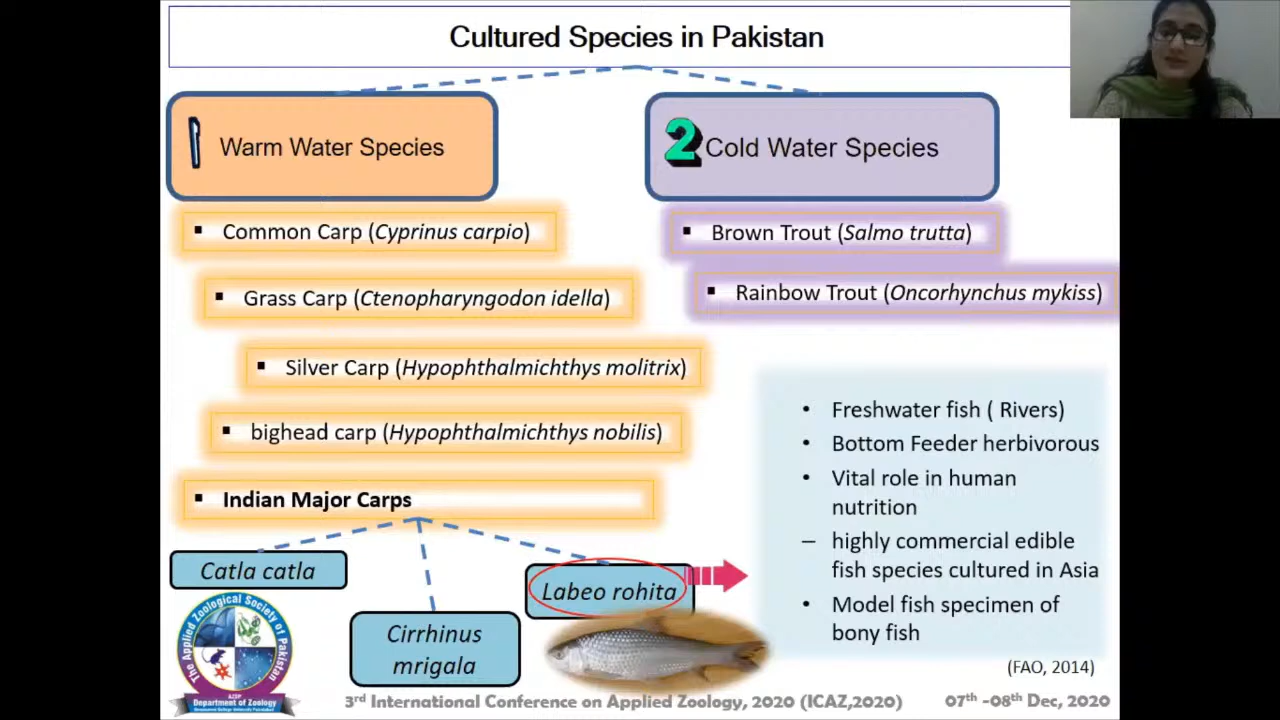 Cultured Species in Pakistan
1 Warm Water Species
2 Cold Water Species
▪ Common Carp (Cyprinus carpio)
▪ Grass Carp (Ctenopharyngodon idella)
▪ Silver Carp (Hypophthalmichthys molitrix)
▪ bighead carp (Hypophthalmichthys nobilis)
▪ Indian Major Carps
Catla catla
Cirrhinus
mrigala
Labeo rohita
▪ Brown Trout (Salmo trutta)
▪ Rainbow Trout (Oncorhynchus mykiss)
• Freshwater fish ( Rivers)
• Bottom Feeder herbivorous
• Vital role in human
nutrition
– highly commercial edible
fish species cultured in Asia
• Model fish specimen of
bony fish
(FAO, 2014)
The Applied Zoological Society of Pakistan
AZSP
Department of Zoology
3rd International Conference on Applied Zoology, 2020 (ICAZ,2020)
07th -08th Dec, 2020